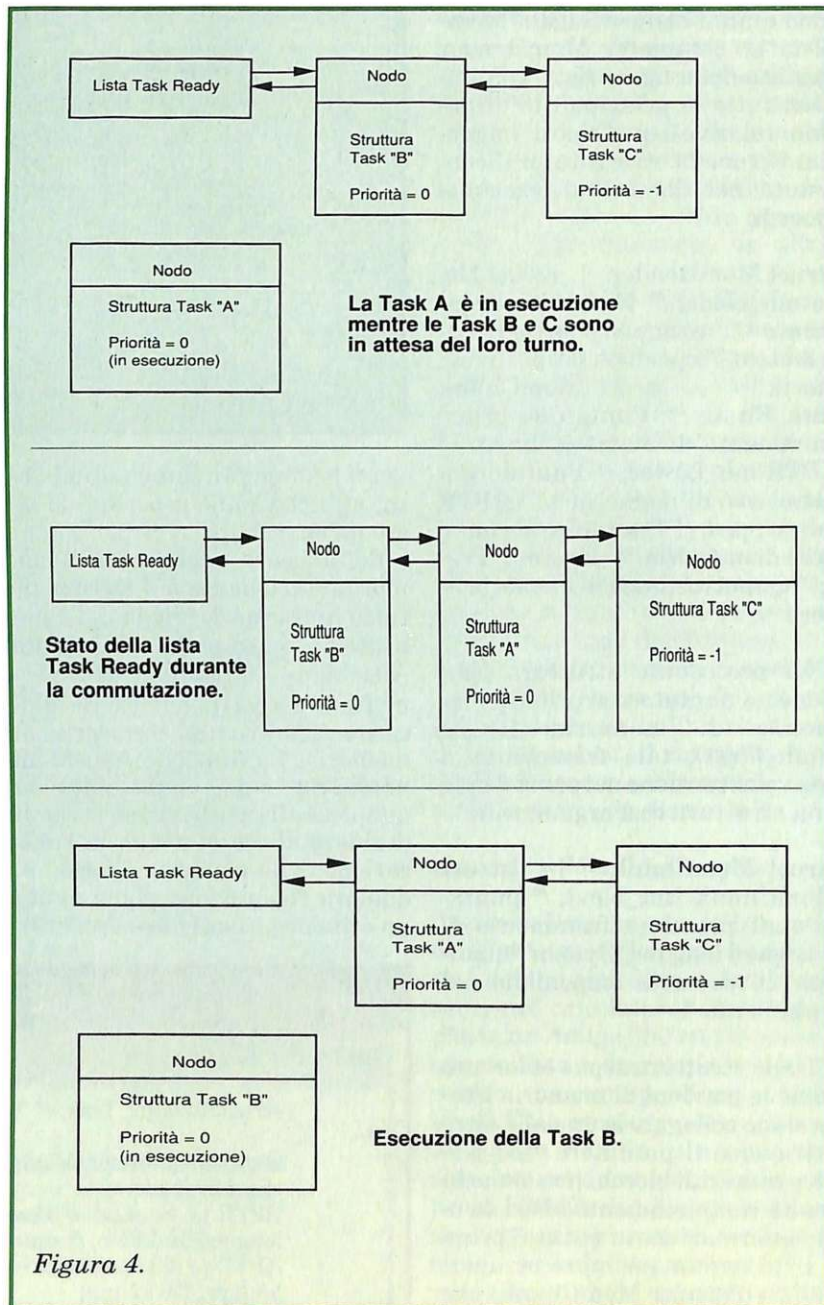 Lista Task Ready
Nodo
Struttura
Task "B"
Priorità = 0
Nodo
Struttura
Task "C"
Priorità = -1
Nodo
Struttura Task "A"
Priorità = 0
(in esecuzione)
La Task A è in esecuzione
mentre le Task B e C sono
in attesa del loro turno.
Lista Task Ready
Nodo
Struttura
Task "B"
Priorità = 0
Nodo
Struttura
Task "A"
Priorità = 0
Nodo
Struttura Task "C"
Priorità = -1
Stato della lista
Task Ready durante
la commutazione.
Lista Task Ready
Nodo
Struttura
Task "A"
Priorità = 0
Nodo
Struttura
Task "C"
Priorità = -1
Nodo
Struttura Task "B"
Priorità = 0
(in esecuzione)
Esecuzione della Task B.
Figura 4.